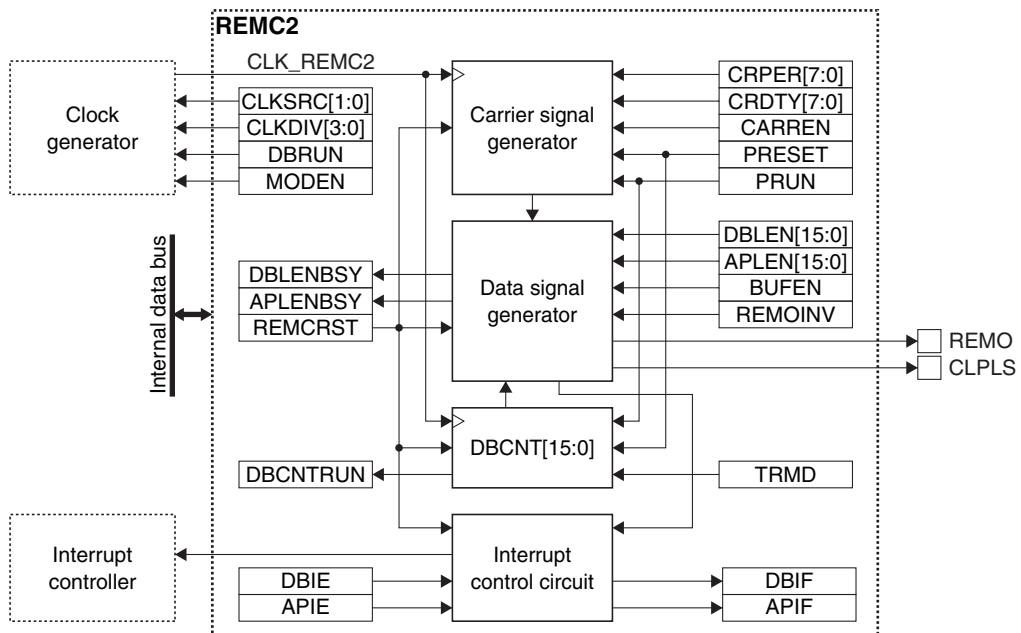 REMC2
CLK_REMC2
Clock
generator
CLKSRC[1:0]
CLKDIV[3:0]
DBRUN
MODEN
Carrier signal
generator
CRPER[7:0]
CRDTY[7:0]
CARREN
PRESET
PRUN
Internal data bus
DBLENBSY
APLENBSY
REMCRST
Data signal
generator
DBLEN[15:0]
APLEN[15:0]
BUFEN
REMOINV
REMO
CLPLS
DBCNT[15:0]
DBCNTRUN
TRMD
Interrupt
controller
Interrupt
control circuit
DBIE
APIE
DBIF
APIF